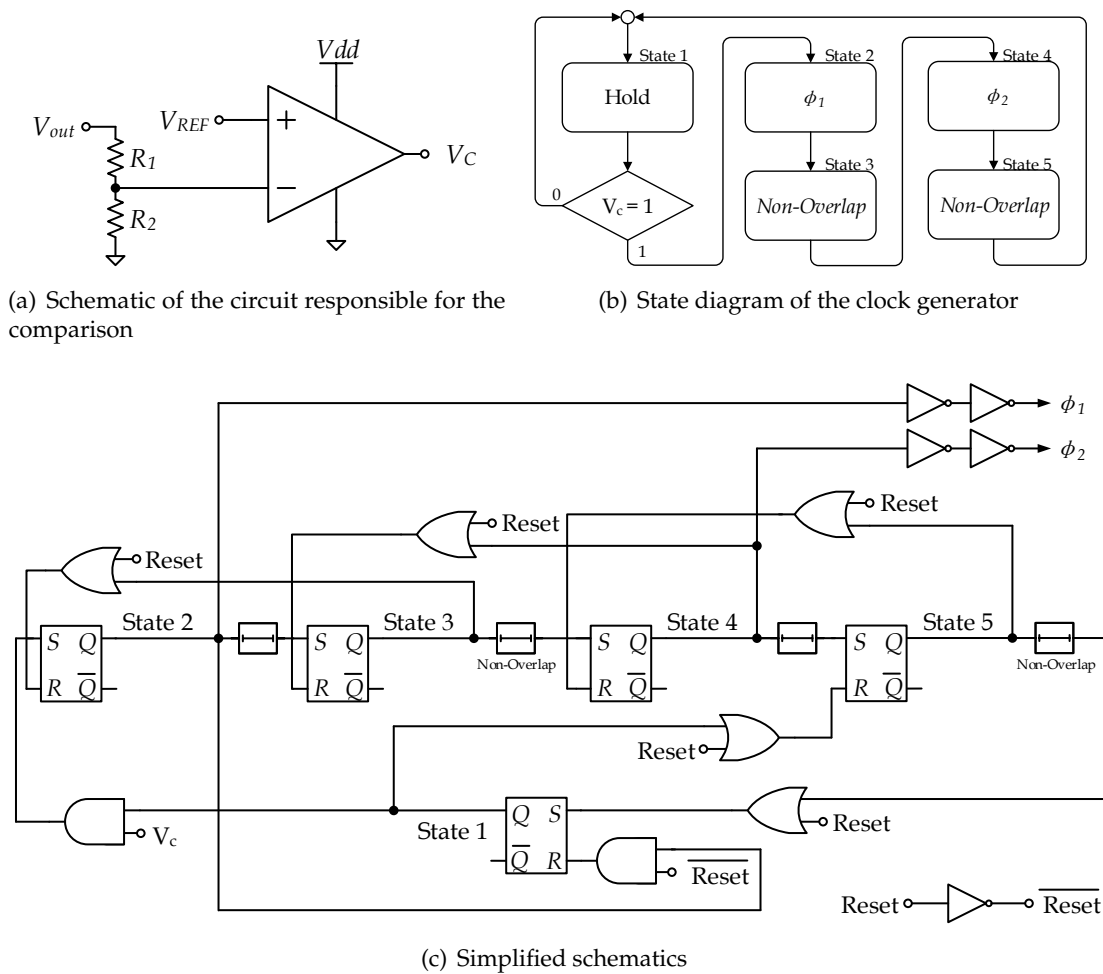 Vdd
V_REF
+
V_out
R_1
V_C
−
R_2
(a) Schematic of the circuit responsible for the
comparison
State 1
State 2
State 4
Hold
ϕ_1
ϕ_2
State 3
State 5
0
V_c = 1
Non-Overlap
Non-Overlap
1
(b) State diagram of the clock generator
ϕ_1
ϕ_2
Reset
Reset
Reset
State 2
State 3
State 4
State 5
S Q
S Q
S Q
S Q
Non-Overlap
Non-Overlap
R Q̅
R Q̅
R Q̅
R Q̅
Reset
Q S
State 1
Reset
V_c
Q̅ R
R̅e̅s̅e̅t̅
Reset
R̅e̅s̅e̅t̅
(c) Simplified schematics